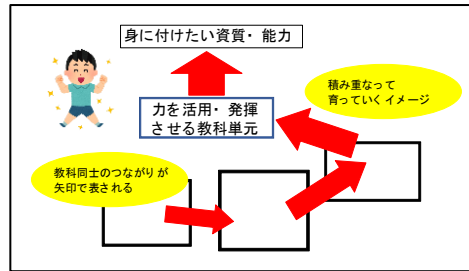 身に付けたい資質・能力
力を活用・発揮
させる教科単元
積み重なって
育っていくイメージ
教科同士のつながりが
矢印で表される